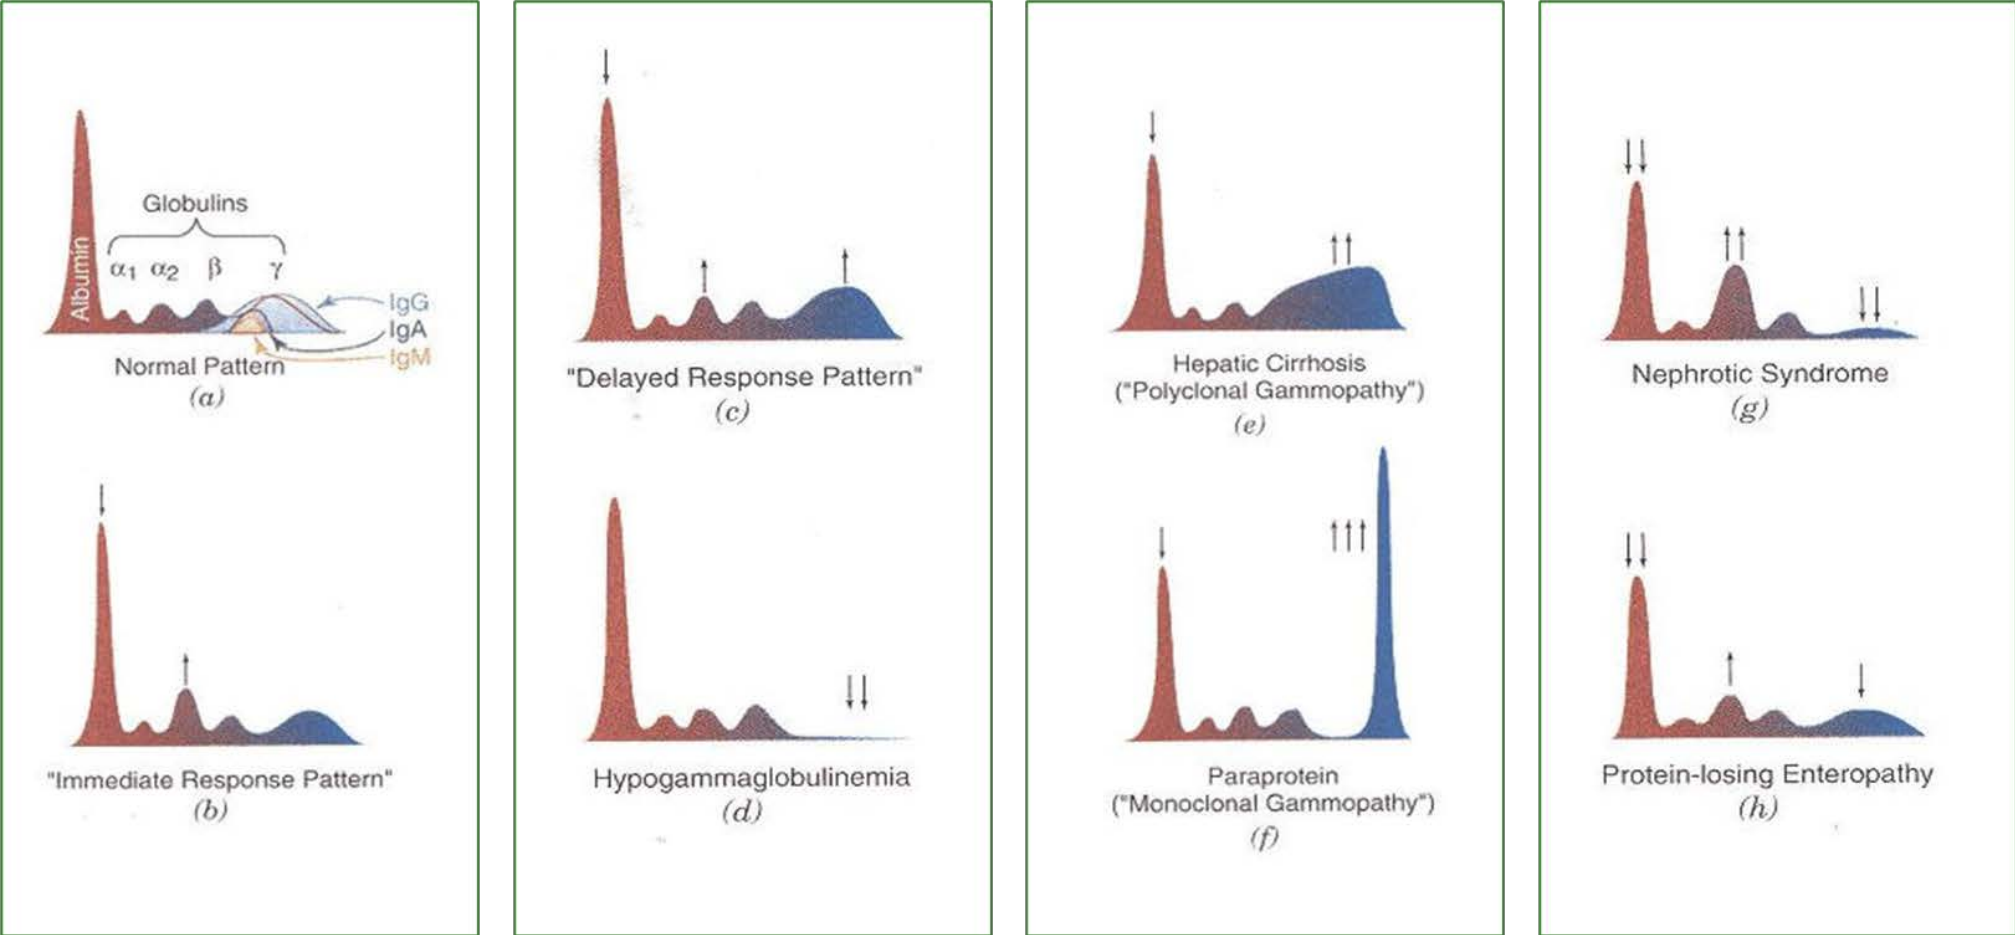 Globulins
Albumin
α1 α2 β γ
IgG
IgA
IgM
Normal Pattern
(a)
"Immediate Response Pattern"
(b)
"Delayed Response Pattern"
(c)
Hypogammaglobulinemia
(d)
Hepatic Cirrhosis
("Polyclonal Gammopathy")
(e)
Paraprotein
("Monoclonal Gammopathy")
(f)
Nephrotic Syndrome
(g)
Protein-losing Enteropathy
(h)